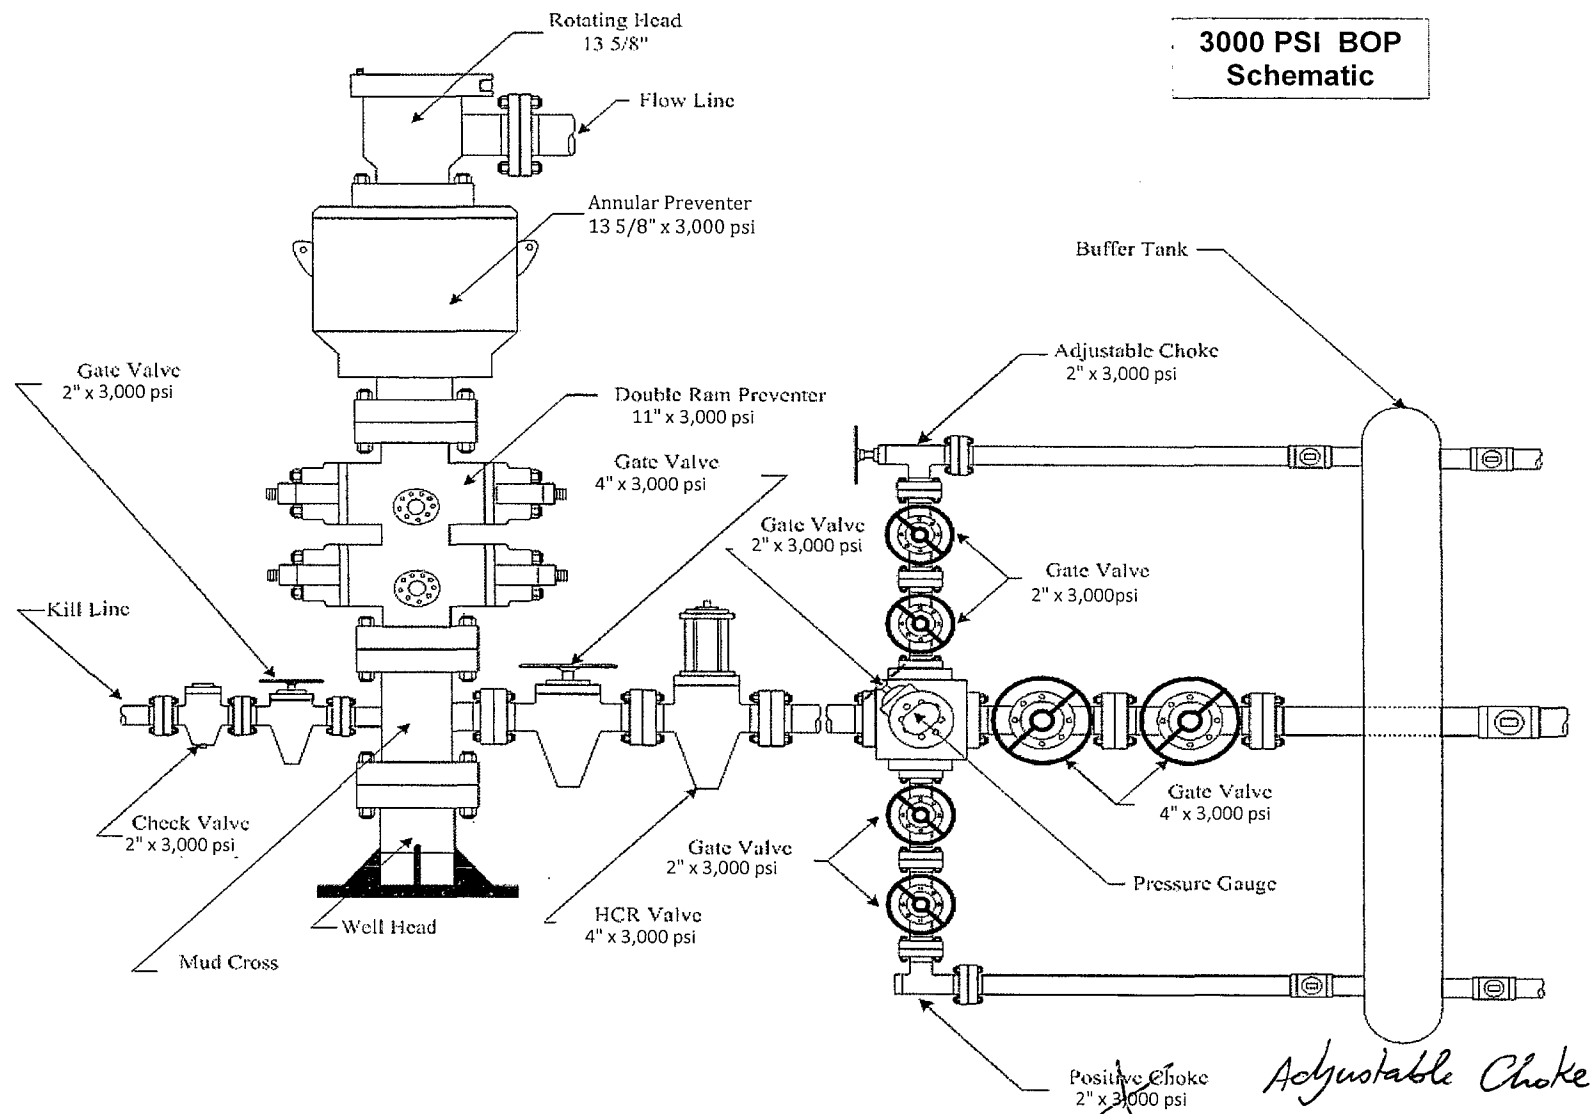 3000 PSI BOP
Schematic
Rotating Head
13 5/8"
Flow Line
Annular Preventer
13 5/8" x 3,000 psi
Buffer Tank
Adjustable Choke
2" x 3,000 psi
Gate Valve
2" x 3,000 psi
Double Ram Preventer
11" x 3,000 psi
Gate Valve
4" x 3,000 psi
Gate Valve
2" x 3,000 psi
Gate Valve
2" x 3,000psi
Kill Line
Gate Valve
4" x 3,000 psi
Check Valve
2" x 3,000 psi
Gate Valve
2" x 3,000 psi
Pressure Gauge
HCR Valve
4" x 3,000 psi
Well Head
Mud Cross
Positive Choke
2" x 3,000 psi
Adjustable Choke